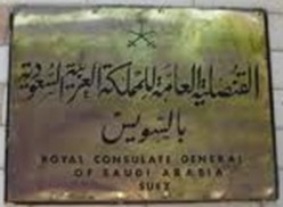 القنصلية العامة للمملكة العربية السعودية
بالسويس
ROYAL CONSULATE GENERAL
OF SAUDI ARABIA
SUEZ